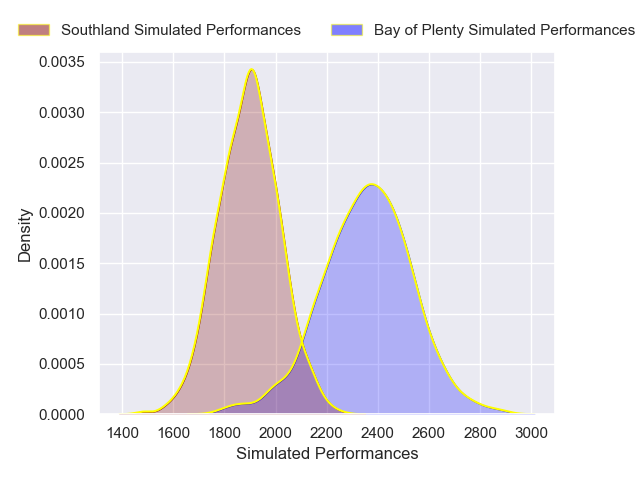 Southland Simulated Performances
Bay of Plenty Simulated Performances
0.0035
0.0030
0.0025
0.0020
0.0015
0.0010
0.0005
0.0000
Density
1400 1600 1800 2000 2200 2400 2600 2800 3000
Simulated Performances